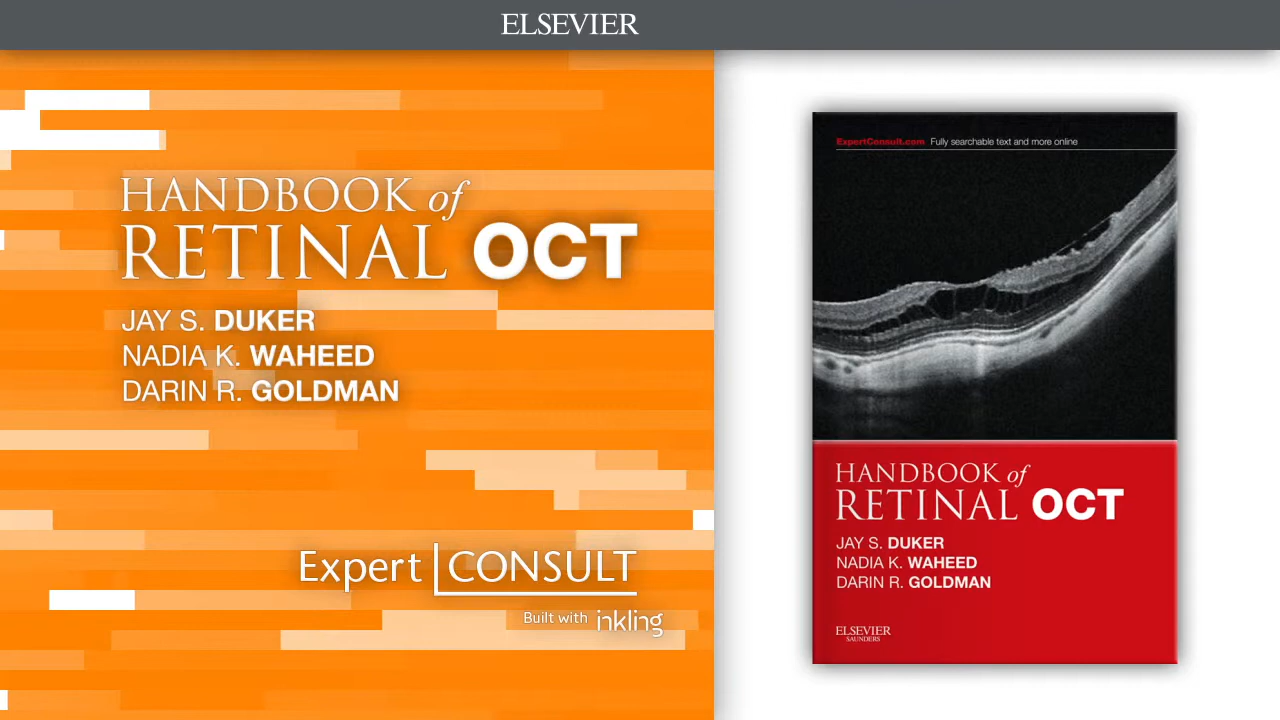 ELSEVIER
HANDBOOK of
RETINAL OCT
JAY S. DUKER
NADIA K. WAHEED
DARIN R. GOLDMAN
Expert CONSULT
Built with inkling
ExpertConsult.com Fully searchable text and more online
HANDBOOK of
RETINAL OCT
JAY S. DUKER
NADIA K. WAHEED
DARIN R. GOLDMAN
ELSEVIER
SAUNDERS